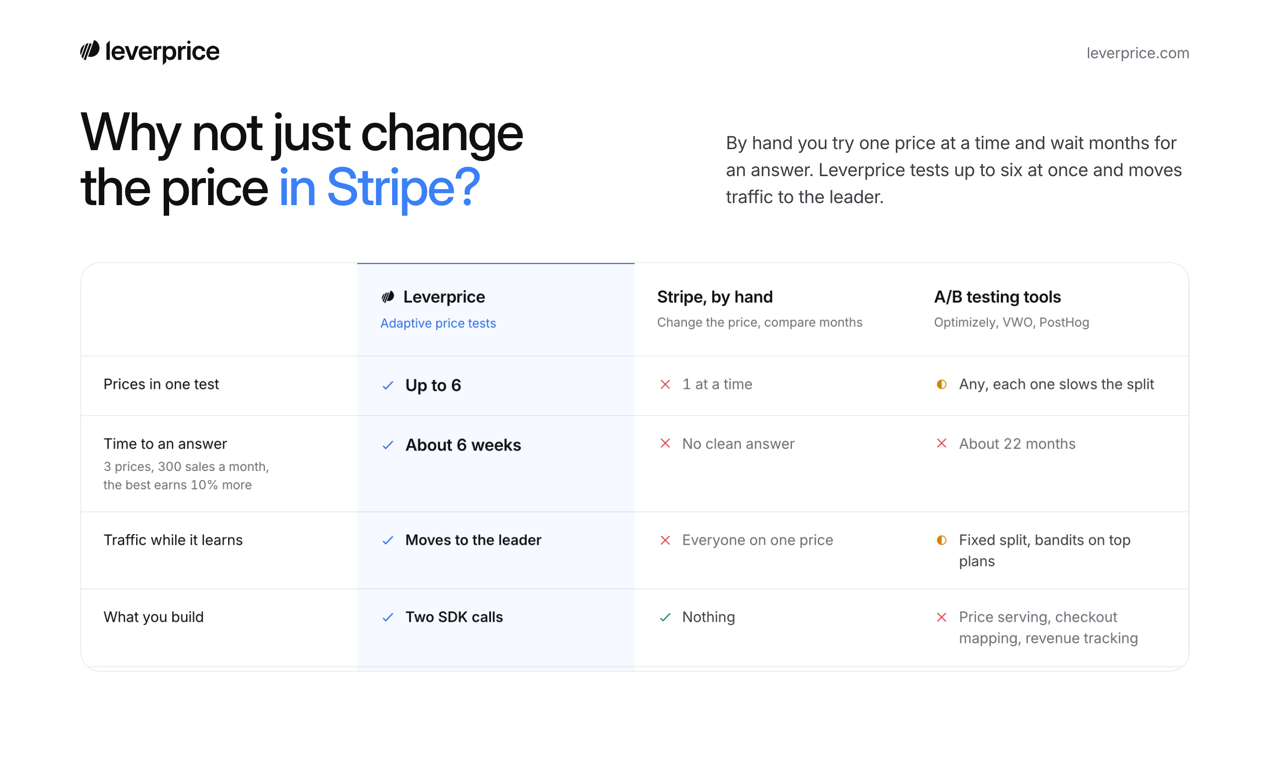 leverprice
leverprice.com
Why not just change
the price in Stripe?
By hand you try one price at a time and wait months for
an answer. Leverprice tests up to six at once and moves
traffic to the leader.
Leverprice
Adaptive price tests
Stripe, by hand
Change the price, compare months
A/B testing tools
Optimizely, VWO, PostHog
Prices in one test
Up to 6
1 at a time
Any, each one slows the split
Time to an answer
3 prices, 300 sales a month,
the best earns 10% more
About 6 weeks
No clean answer
About 22 months
Traffic while it learns
Moves to the leader
Everyone on one price
Fixed split, bandits on top
plans
What you build
Two SDK calls
Nothing
Price serving, checkout
mapping, revenue tracking